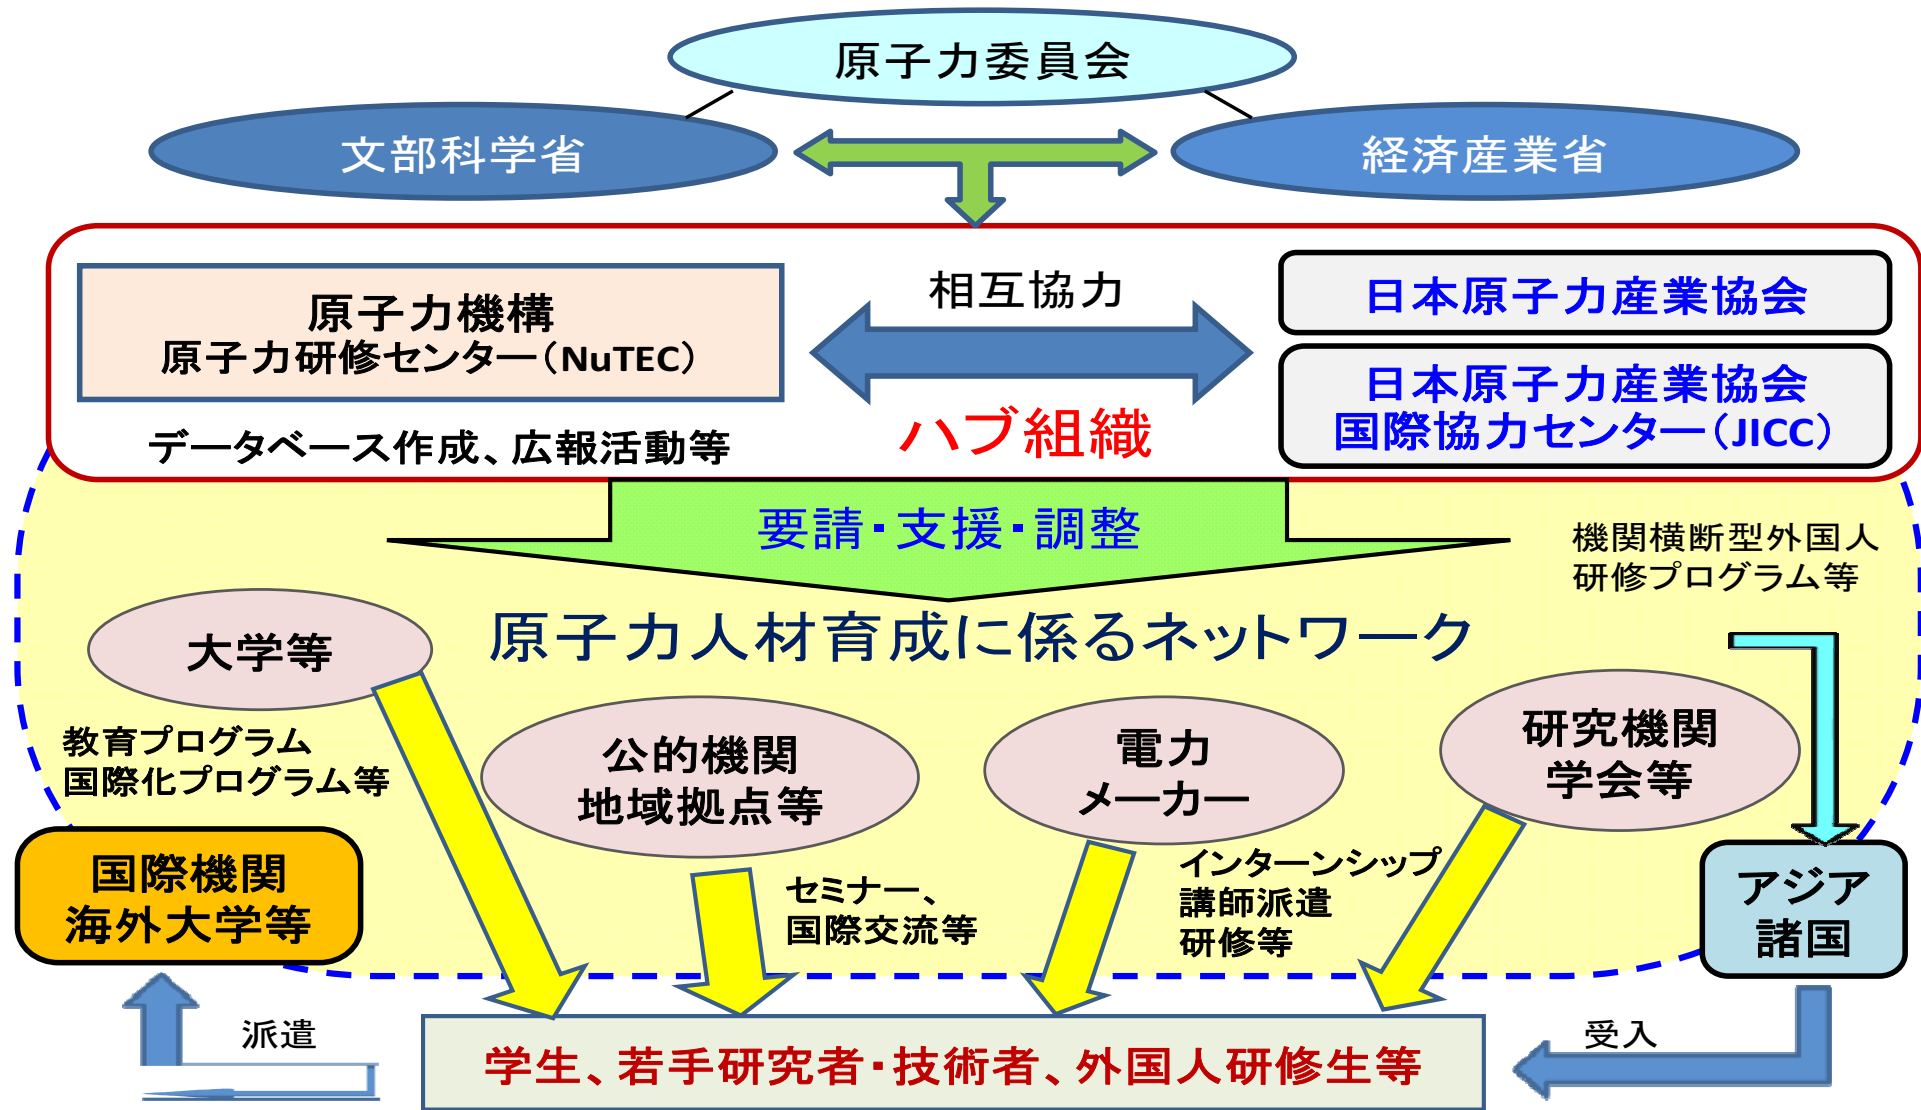 原子力委員会
文部科学省
経済産業省
原子力機構
原子力研修センター(NuTEC)
データベース作成、広報活動等
相互協力
ハブ組織
日本原子力産業協会
日本原子力産業協会
国際協力センター(JICC)
要請・支援・調整
機関横断型外国人
研修プログラム等
原子力人材育成に係るネットワーク
大学等
教育プログラム
国際化プログラム等
公的機関
地域拠点等
電力
メーカー
研究機関
学会等
国際機関
海外大学等
セミナー、
国際交流等
インターンシップ
講師派遣
研修等
アジア
諸国
派遣
受入
学生、若手研究者・技術者、外国人研修生等